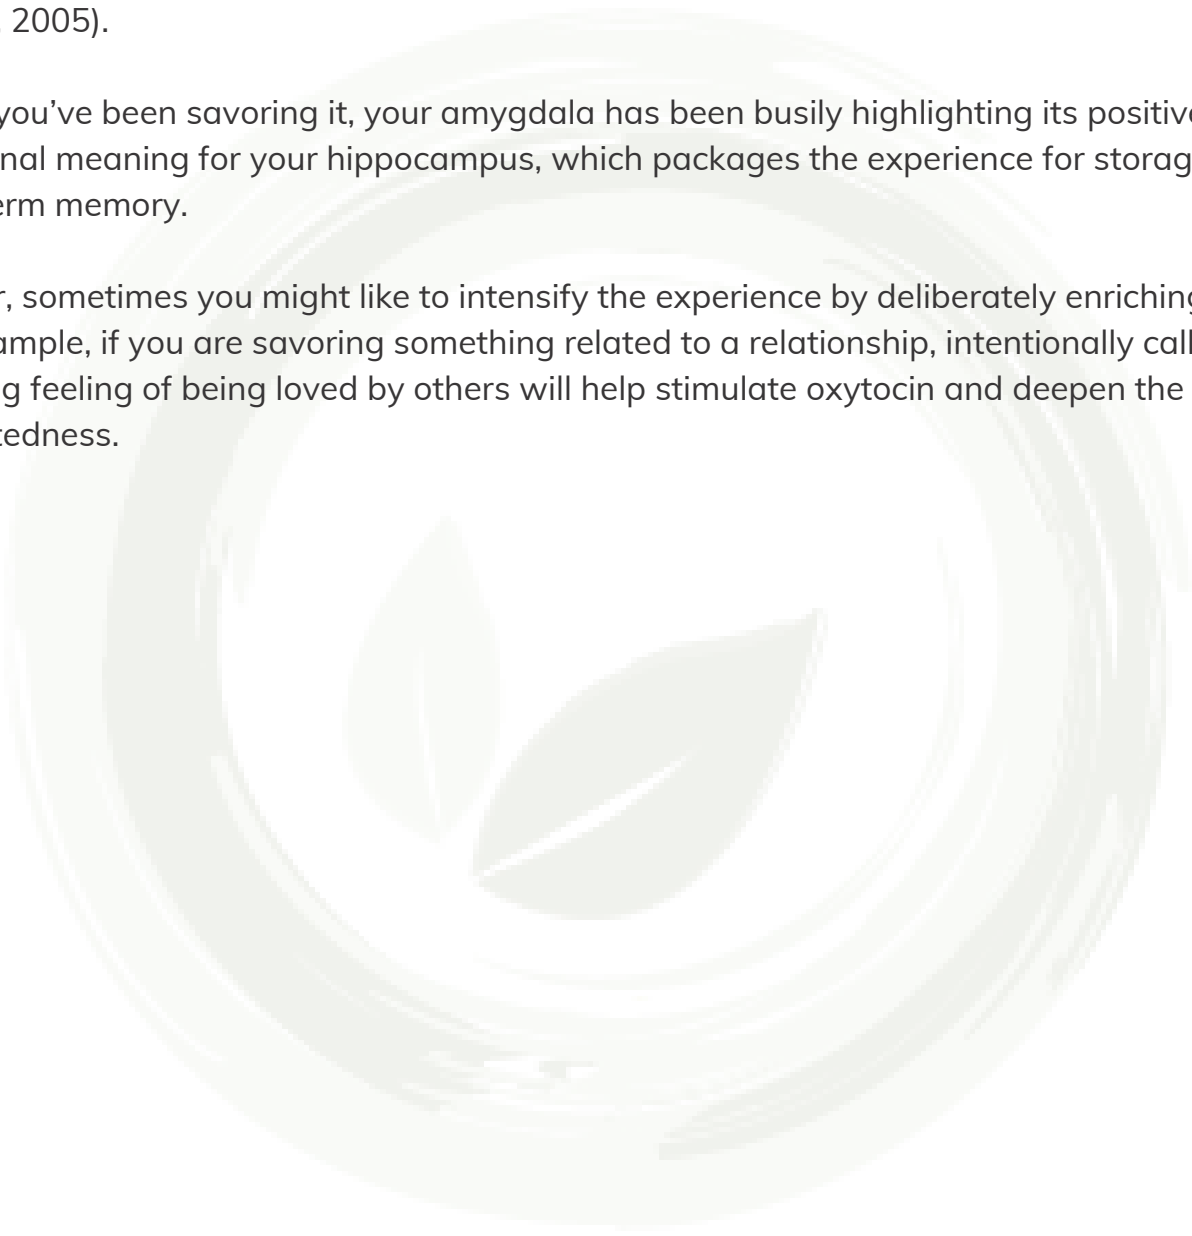 2005).
you’ve been savoring it, your amygdala has been busily highlighting its positive
nal meaning for your hippocampus, which packages the experience for storag
erm memory.
r, sometimes you might like to intensify the experience by deliberately enriching
ample, if you are savoring something related to a relationship, intentionally call
g feeling of being loved by others will help stimulate oxytocin and deepen the
tedness.